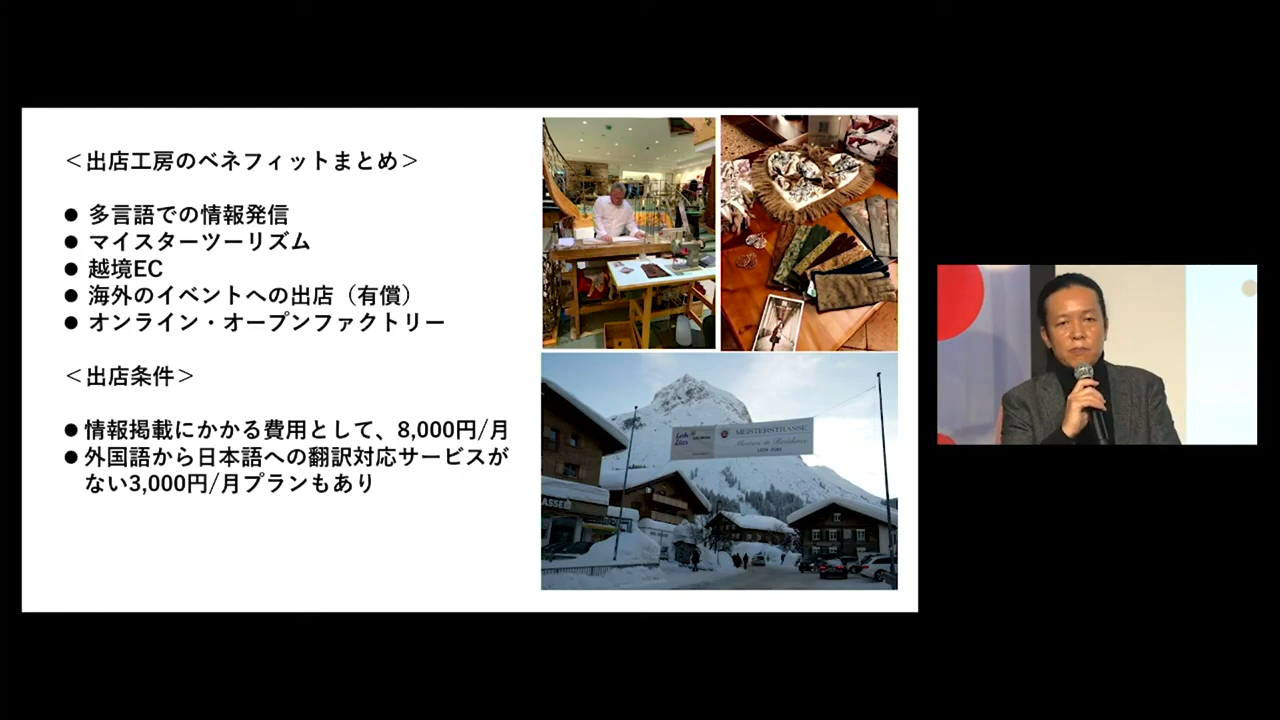 ＜出店工房のベネフィットまとめ＞
● 多言語での情報発信
● マイスターツーリズム
● 越境EC
● 海外のイベントへの出店（有償）
● オンライン・オープンファクトリー
＜出店条件＞
● 情報掲載にかかる費用として、8,000円/月
● 外国語から日本語への翻訳対応サービスが
ない3,000円/月プランもあり
MEISTERSTRASSE